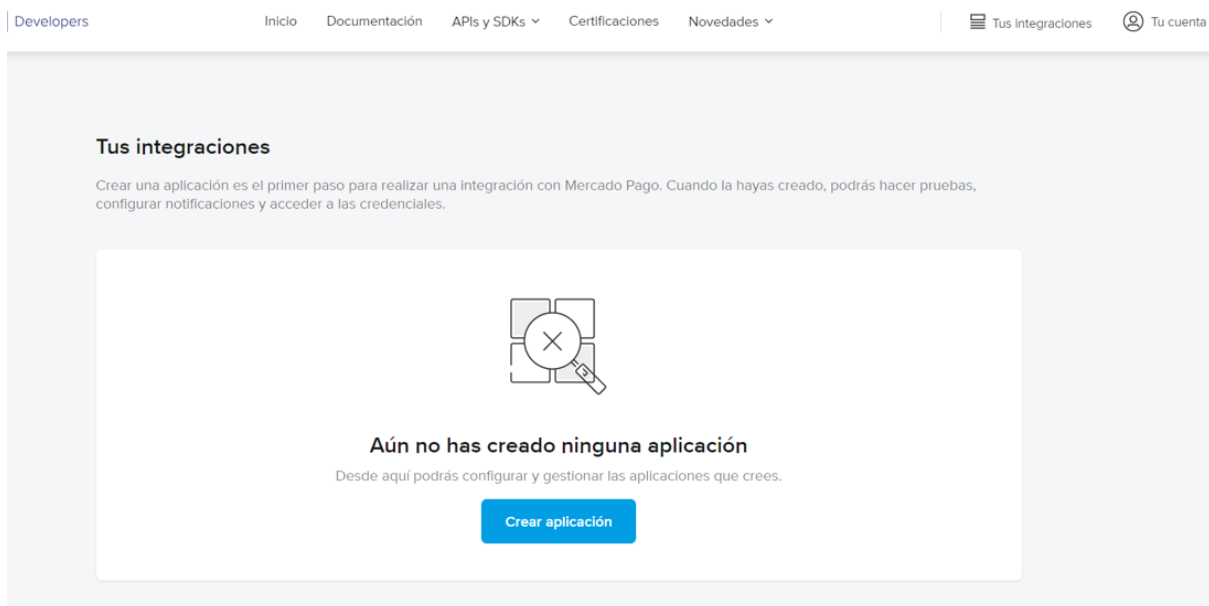 Developers Inicio Documentación APIs y SDKs Certificaciones Novedades Tus integraciones Tu cuenta
Tus integraciones
Crear una aplicación es el primer paso para realizar una integración con Mercado Pago. Cuando la hayas creado, podrás hacer pruebas,
configurar notificaciones y acceder a las credenciales.
Aún no has creado ninguna aplicación
Desde aquí podrás configurar y gestionar las aplicaciones que crees.
Crear aplicación